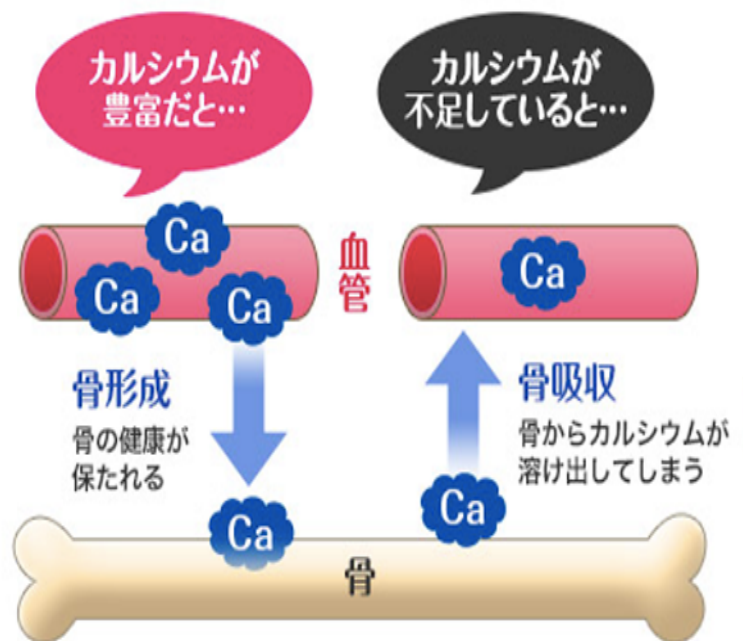 カルシウムが
豊富だと…
カルシウムが
不足していると…
Ca
Ca
Ca
血管
Ca
骨形成
骨の健康が
保たれる
骨吸収
骨からカルシウムが
溶け出してしまう
Ca
Ca
骨